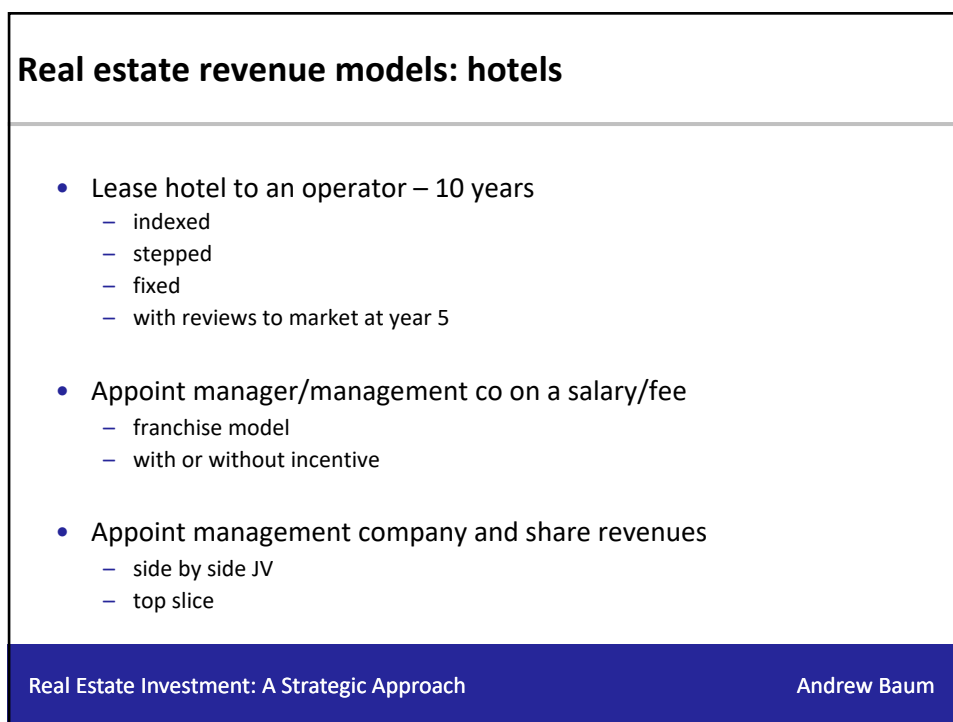 Real estate revenue models: hotels
• Lease hotel to an operator – 10 years
– indexed
– stepped
– fixed
– with reviews to market at year 5
• Appoint manager/management co on a salary/fee
– franchise model
– with or without incentive
• Appoint management company and share revenues
– side by side JV
– top slice
Real Estate Investment: A Strategic Approach Andrew Baum